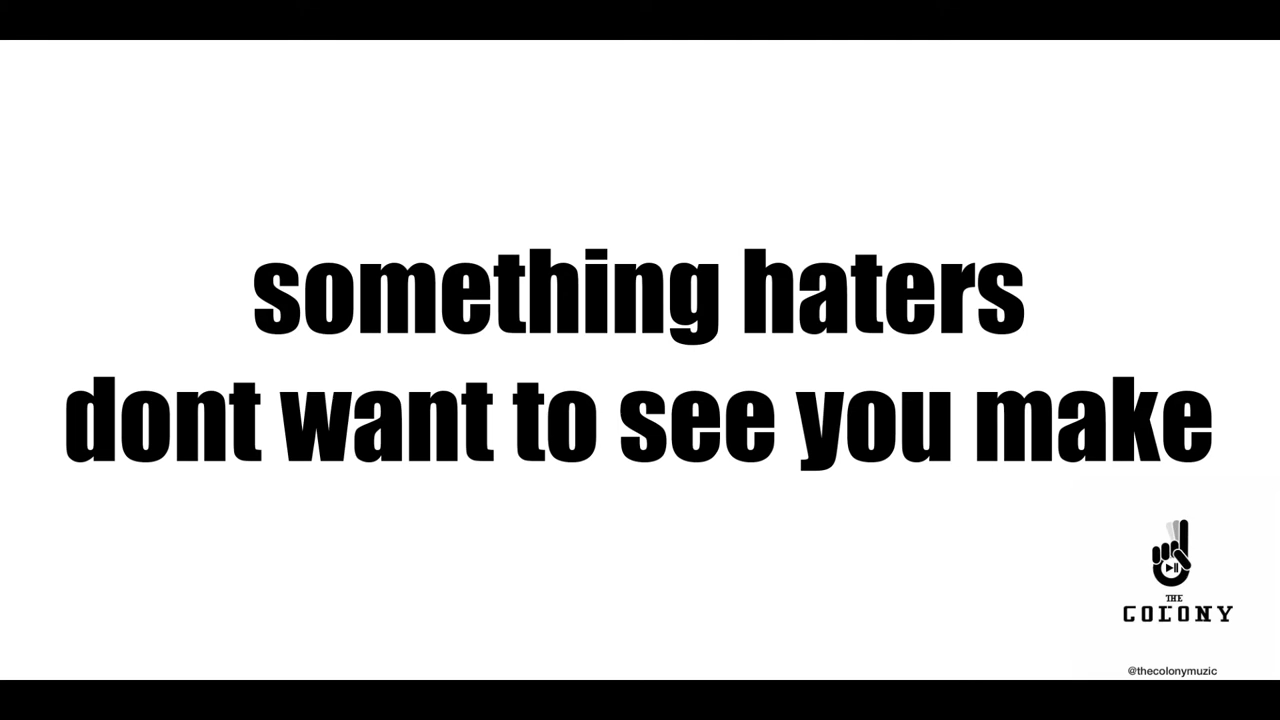 something haters
dont want to see you make
THE
COLONY
@thecolonymuzic